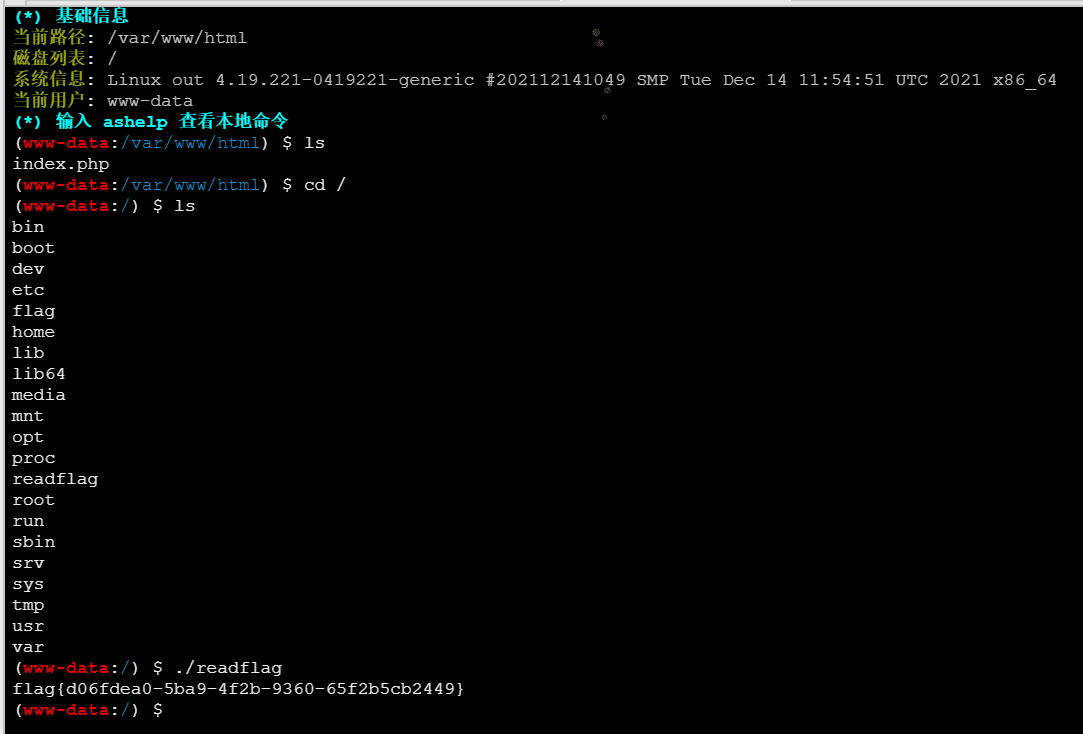 (*) 基础信息
当前路径: /var/www/html
磁盘列表: /
系统信息: Linux out 4.19.221-0419221-generic #202112141049 SMP Tue Dec 14 11:54:51 UTC 2021 x86_64
当前用户: www-data
(*) 输入 ashelp 查看本地命令
(www-data:/var/www/html) $ ls
index.php
(www-data:/var/www/html) $ cd /
(www-data:/) $ ls
bin
boot
dev
etc
flag
home
lib
lib64
media
mnt
opt
proc
readflag
root
run
sbin
srv
sys
tmp
usr
var
(www-data:/) $ ./readflag
flag{d06fdea0-5ba9-4f2b-9360-65f2b5cb2449}
(www-data:/) $